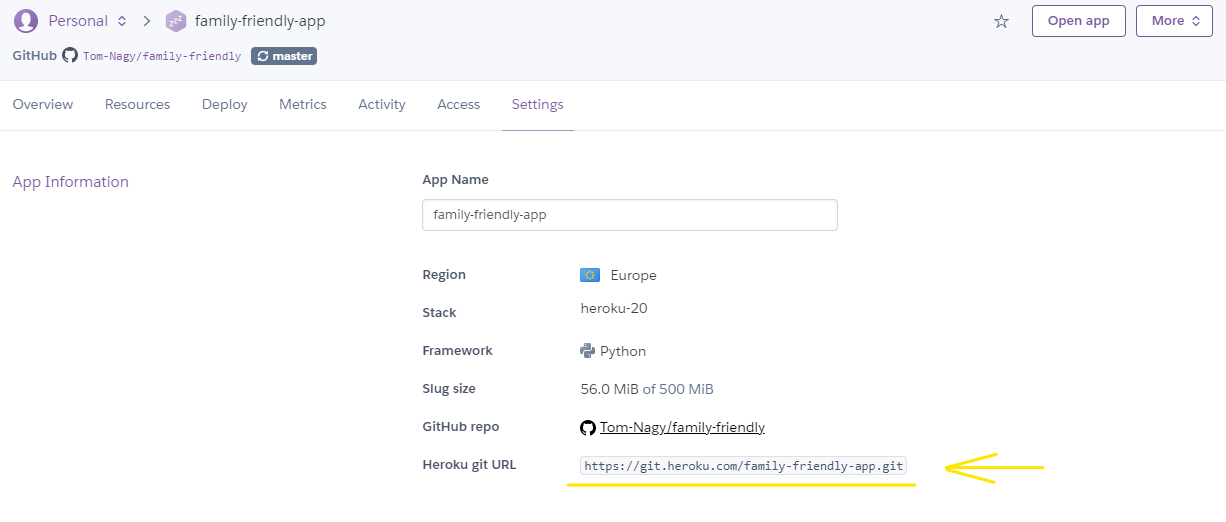 Personal family-friendly-app Open app More
GitHub Tom-Nagy/family-friendly master
Overview Resources Deploy Metrics Activity Access Settings
App Information
App Name
family-friendly-app
Region Europe
Stack heroku-20
Framework Python
Slug size 56.0 MiB of 500 MiB
GitHub repo Tom-Nagy/family-friendly
Heroku git URL https://git.heroku.com/family-friendly-app.git